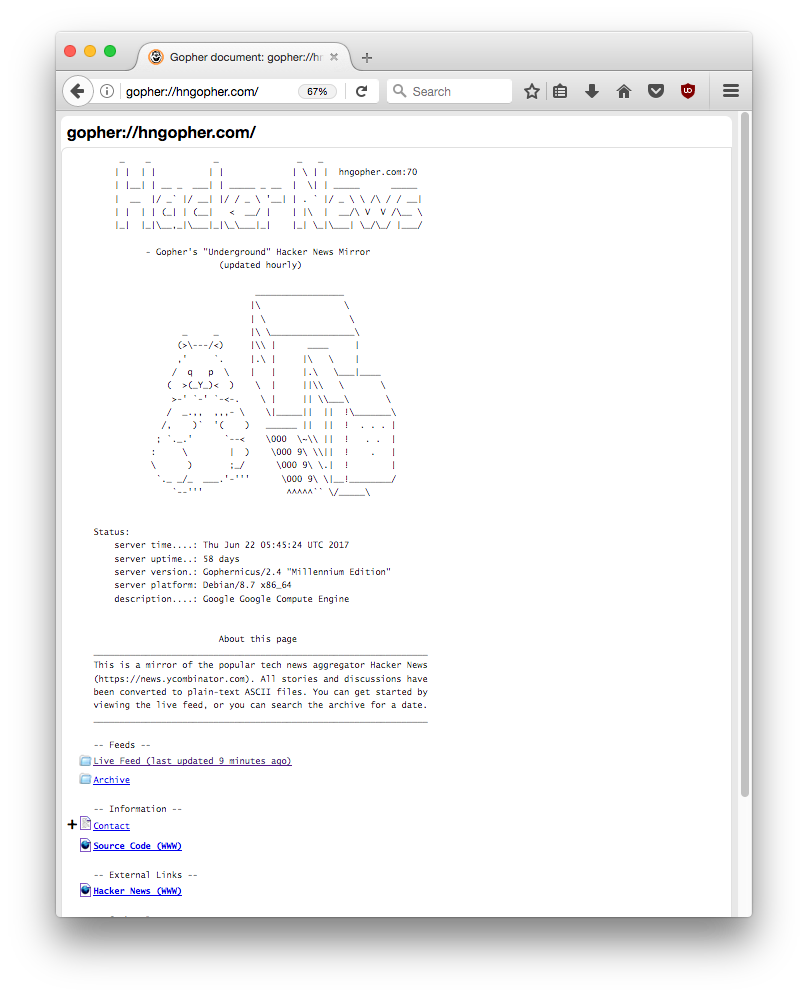 Gopher document: gopher://hn
gopher://hngopher.com/
67%
Search
gopher://hngopher.com/
Hacker News
hngopher.com:70
- Gopher's "Underground" Hacker News Mirror
(updated hourly)
Status:
server time....: Thu Jun 22 05:45:24 UTC 2017
server uptime..: 58 days
server version.: Gophernicus/2.4 "Millennium Edition"
server platform: Debian/8.7 x86_64
description....: Google Google Compute Engine
About this page
This is a mirror of the popular tech news aggregator Hacker News
(https://news.ycombinator.com). All stories and discussions have
been converted to plain-text ASCII files. You can get started by
viewing the live feed, or you can search the archive for a date.
-- Feeds --
Live Feed (last updated 9 minutes ago)
Archive
-- Information --
Contact
Source Code (WWW)
-- External Links --
Hacker News (WWW)